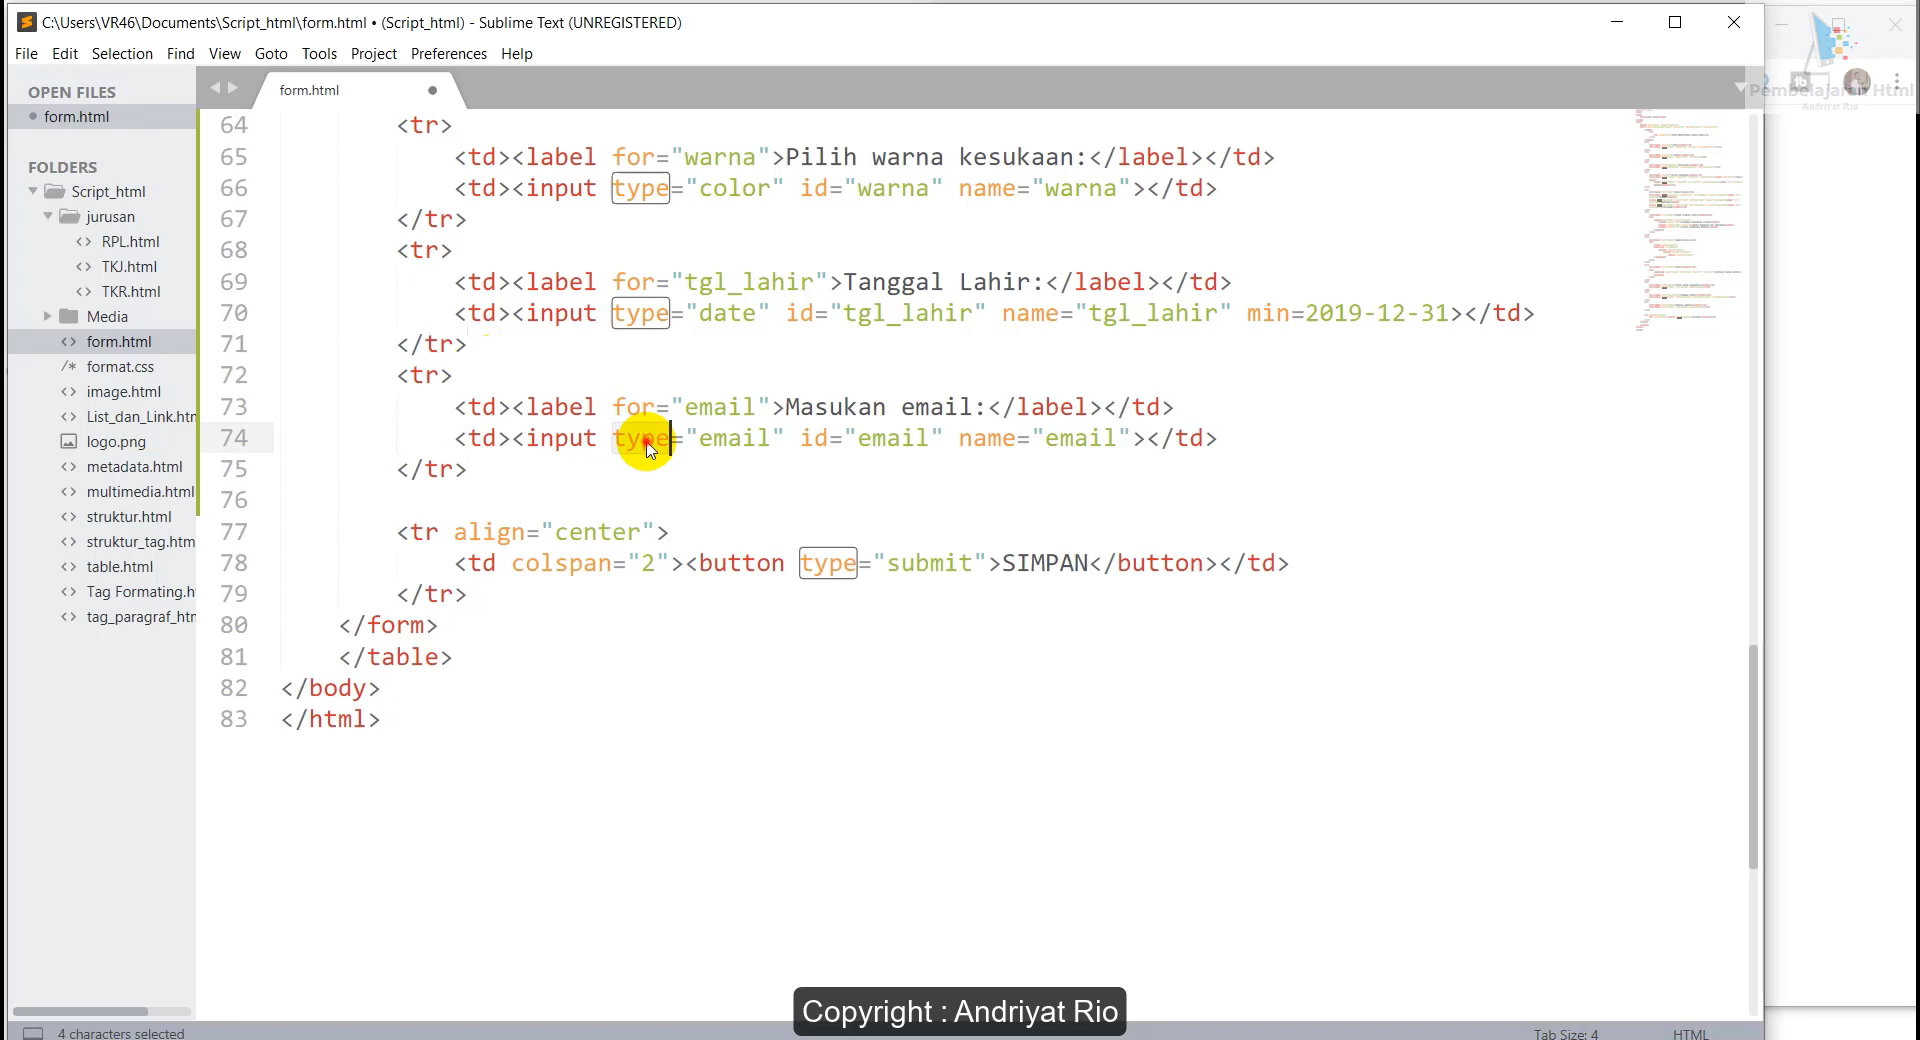 C:\Users\VR46\Documents\Script_html\form.html • (Script_html) - Sublime Text (UNREGISTERED)
File Edit Selection Find View Goto Tools Project Preferences Help
OPEN FILES
form.html
FOLDERS
Script_html
jurusan
RPL.html
TKJ.html
TKR.html
Media
form.html
format.css
image.html
List_dan_Link.htm
logo.png
metadata.html
multimedia.html
struktur.html
struktur_tag.htm
table.html
Tag Formating.h
tag_paragraf_htm
form.html
64 <tr>
65 <td><label for="warna">Pilih warna kesukaan:</label></td>
66 <td><input type="color" id="warna" name="warna"></td>
67 </tr>
68 <tr>
69 <td><label for="tgl_lahir">Tanggal Lahir:</label></td>
70 <td><input type="date" id="tgl_lahir" name="tgl_lahir" min=2019-12-31></td>
71 </tr>
72 <tr>
73 <td><label for="email">Masukan email:</label></td>
74 <td><input type="email" id="email" name="email"></td>
75 </tr>
76
77 <tr align="center">
78 <td colspan="2"><button type="submit">SIMPAN</button></td>
79 </tr>
80 </form>
81 </table>
82 </body>
83 </html>
Pembelajaran Html
Andriyat Rio
Copyright : Andriyat Rio
4 characters selected
Tab Size: 4
HTML